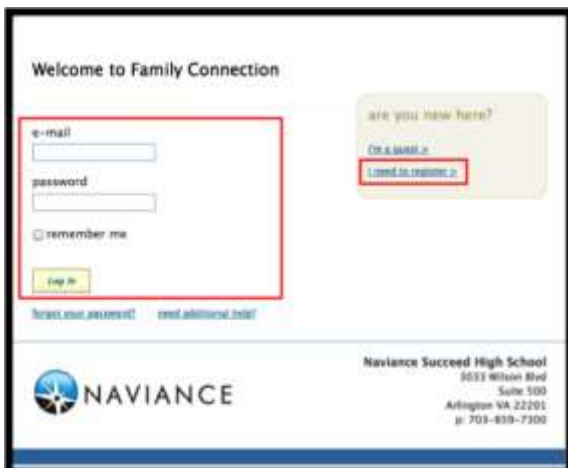 Welcome to Family Connection
e-mail
password
remember me
Log In
forgot your password? need additional help?
are you new here?
I'm a guest >
I need to register >
NAVIANCE
Naviance Succeed High School
3033 Wilson Blvd
Suite 500
Arlington VA 22201
p: 703-859-7300